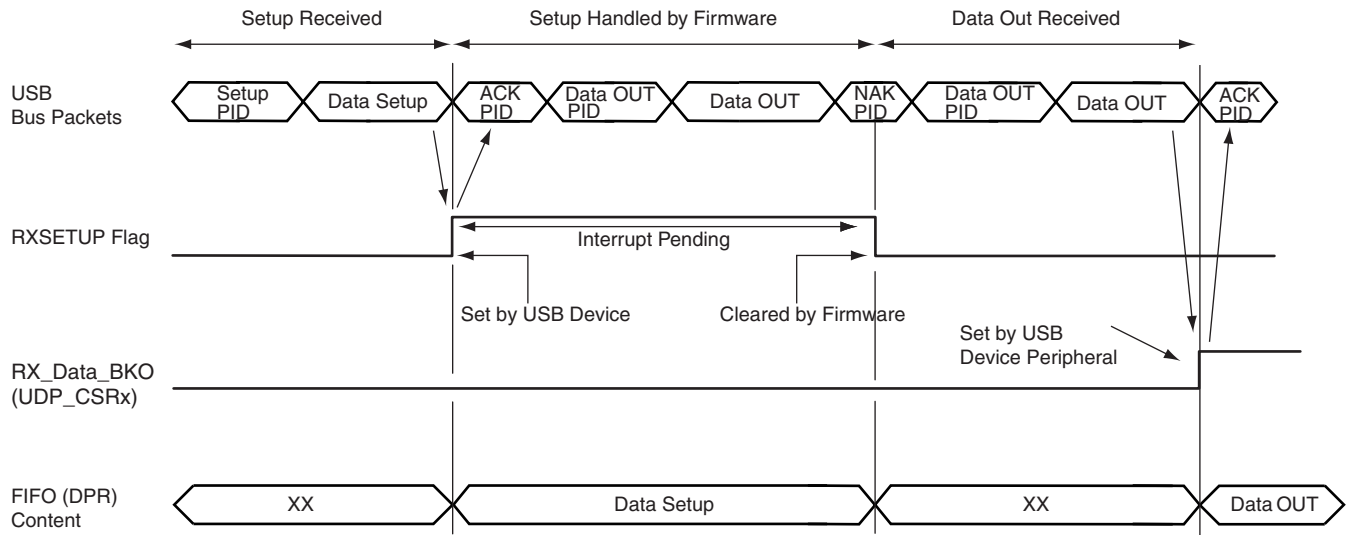 Setup Received
Setup Handled by Firmware
Data Out Received
USB
Bus Packets
Setup
PID
Data Setup
ACK
PID
Data OUT
PID
Data OUT
NAK
PID
Data OUT
PID
Data OUT
ACK
PID
RXSETUP Flag
Interrupt Pending
Set by USB Device
Cleared by Firmware
Set by USB
Device Peripheral
RX_Data_BKO
(UDP_CSRx)
FIFO (DPR)
Content
XX
Data Setup
XX
Data OUT